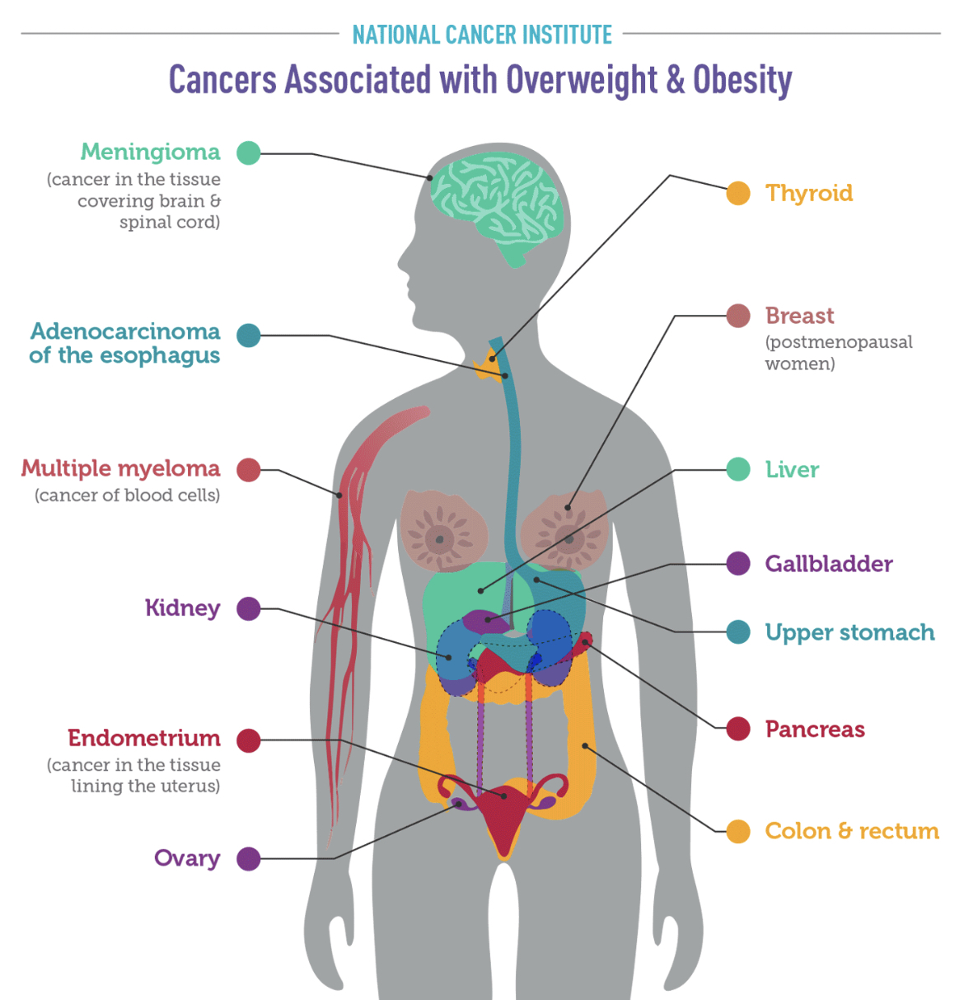 NATIONAL CANCER INSTITUTE
Cancers Associated with Overweight & Obesity
Meningioma
(cancer in the tissue
covering brain &
spinal cord)
Adenocarcinoma
of the esophagus
Multiple myeloma
(cancer of blood cells)
Kidney
Endometrium
(cancer in the tissue
lining the uterus)
Ovary
Thyroid
Breast
(postmenopausal
women)
Liver
Gallbladder
Upper stomach
Pancreas
Colon & rectum